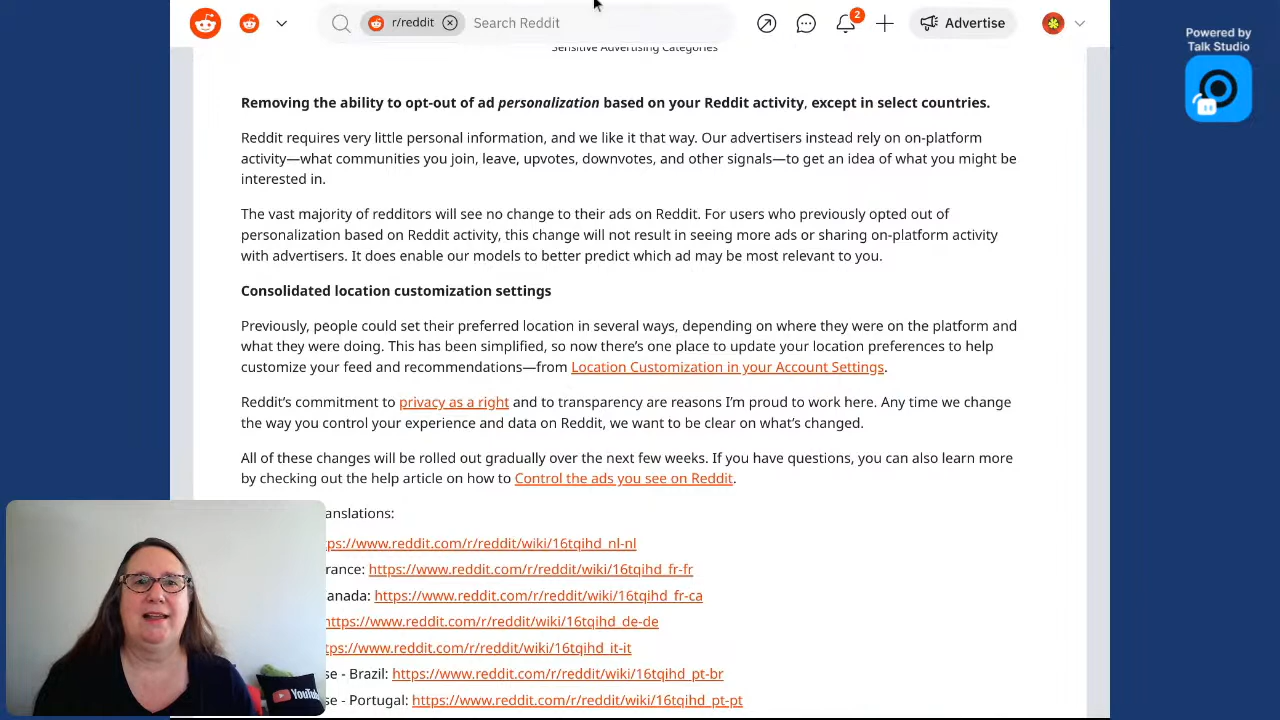 r/reddit
Search Reddit
2
Advertise
Powered by
Talk Studio
Sensitive Advertising Categories
Removing the ability to opt-out of ad personalization based on your Reddit activity, except in select countries.
Reddit requires very little personal information, and we like it that way. Our advertisers instead rely on on-platform
activity—what communities you join, leave, upvotes, downvotes, and other signals—to get an idea of what you might be
interested in.
The vast majority of redditors will see no change to their ads on Reddit. For users who previously opted out of
personalization based on Reddit activity, this change will not result in seeing more ads or sharing on-platform activity
with advertisers. It does enable our models to better predict which ad may be most relevant to you.
Consolidated location customization settings
Previously, people could set their preferred location in several ways, depending on where they were on the platform and
what they were doing. This has been simplified, so now there’s one place to update your location preferences to help
customize your feed and recommendations—from Location Customization in your Account Settings.
Reddit’s commitment to privacy as a right and to transparency are reasons I’m proud to work here. Any time we change
the way you control your experience and data on Reddit, we want to be clear on what’s changed.
All of these changes will be rolled out gradually over the next few weeks. If you have questions, you can also learn more
by checking out the help article on how to Control the ads you see on Reddit.
anslations:
ps://www.reddit.com/r/reddit/wiki/16tqihd_nl-nl
rance: https://www.reddit.com/r/reddit/wiki/16tqihd_fr-fr
anada: https://www.reddit.com/r/reddit/wiki/16tqihd_fr-ca
https://www.reddit.com/r/reddit/wiki/16tqihd_de-de
tps://www.reddit.com/r/reddit/wiki/16tqihd_it-it
se - Brazil: https://www.reddit.com/r/reddit/wiki/16tqihd_pt-br
se - Portugal: https://www.reddit.com/r/reddit/wiki/16tqihd_pt-pt
YouTu